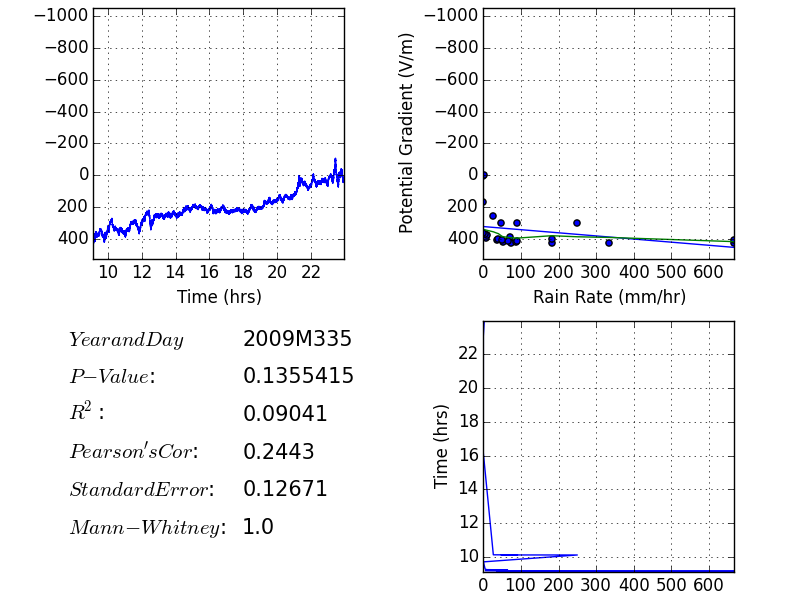 −1000
−800
−600
−400
−200
0
200
400
10 12 14 16 18 20 22
Time (hrs)
Potential Gradient (V/m)
−1000
−800
−600
−400
−200
0
200
400
0 100 200 300 400 500 600
Rain Rate (mm/hr)
YearandDay 2009M335
P−Value: 0.1355415
R²: 0.09041
Pearson'sCor: 0.2443
StandardError: 0.12671
Mann−Whitney: 1.0
Time (hrs)
22
20
18
16
14
12
10
0 100 200 300 400 500 600